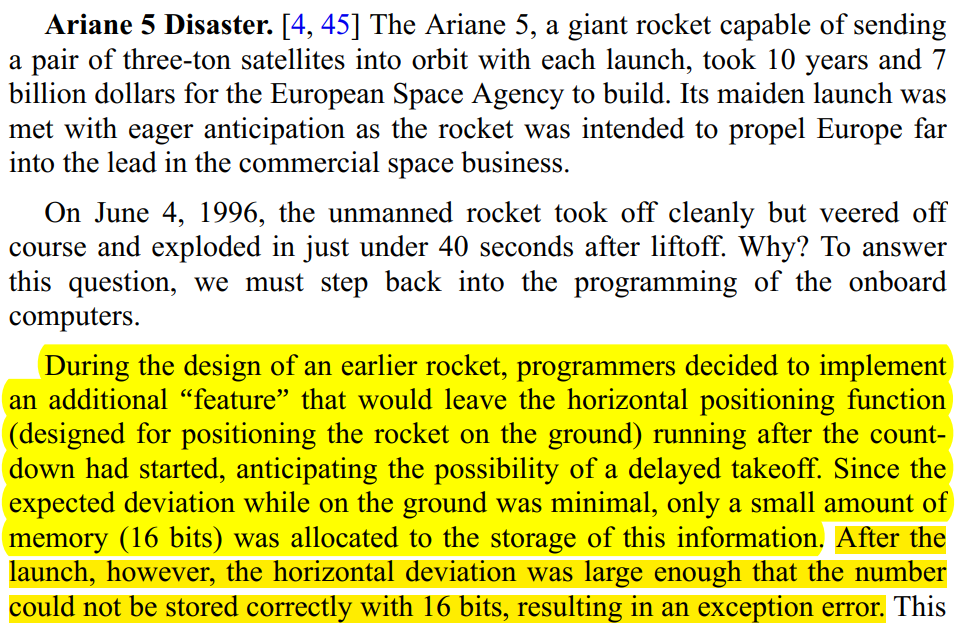 Ariane 5 Disaster. [4, 45] The Ariane 5, a giant rocket capable of sending
a pair of three-ton satellites into orbit with each launch, took 10 years and 7
billion dollars for the European Space Agency to build. Its maiden launch was
met with eager anticipation as the rocket was intended to propel Europe far
into the lead in the commercial space business.
On June 4, 1996, the unmanned rocket took off cleanly but veered off
course and exploded in just under 40 seconds after liftoff. Why? To answer
this question, we must step back into the programming of the onboard
computers.
During the design of an earlier rocket, programmers decided to implement
an additional “feature” that would leave the horizontal positioning function
(designed for positioning the rocket on the ground) running after the count-
down had started, anticipating the possibility of a delayed takeoff. Since the
expected deviation while on the ground was minimal, only a small amount of
memory (16 bits) was allocated to the storage of this information. After the
launch, however, the horizontal deviation was large enough that the number
could not be stored correctly with 16 bits, resulting in an exception error. This